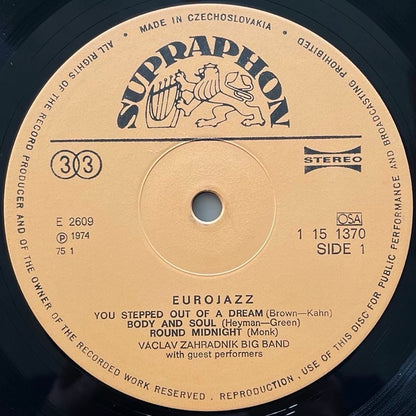 • MADE IN CZECHOSLOVAKIA •
ALL RIGHTS OF THE RECORD PRODUCER AND OF THE OWNER OF THE RECORDED WORK RESERVED . REPRODUCTION , USE OF THIS DISC FOR PUBLIC PERFORMANCE AND BROADCASTING PROHIBITED
SUPRAPHON
33
STEREO
E 2609
℗ 1974
75 1
OSA
1 15 1370
SIDE 1
EUROJAZZ
YOU STEPPED OUT OF A DREAM (Brown—Kahn)
BODY AND SOUL (Heyman—Green)
ROUND MIDNIGHT (Monk)
VÁCLAV ZAHRADNÍK BIG BAND
with guest performers